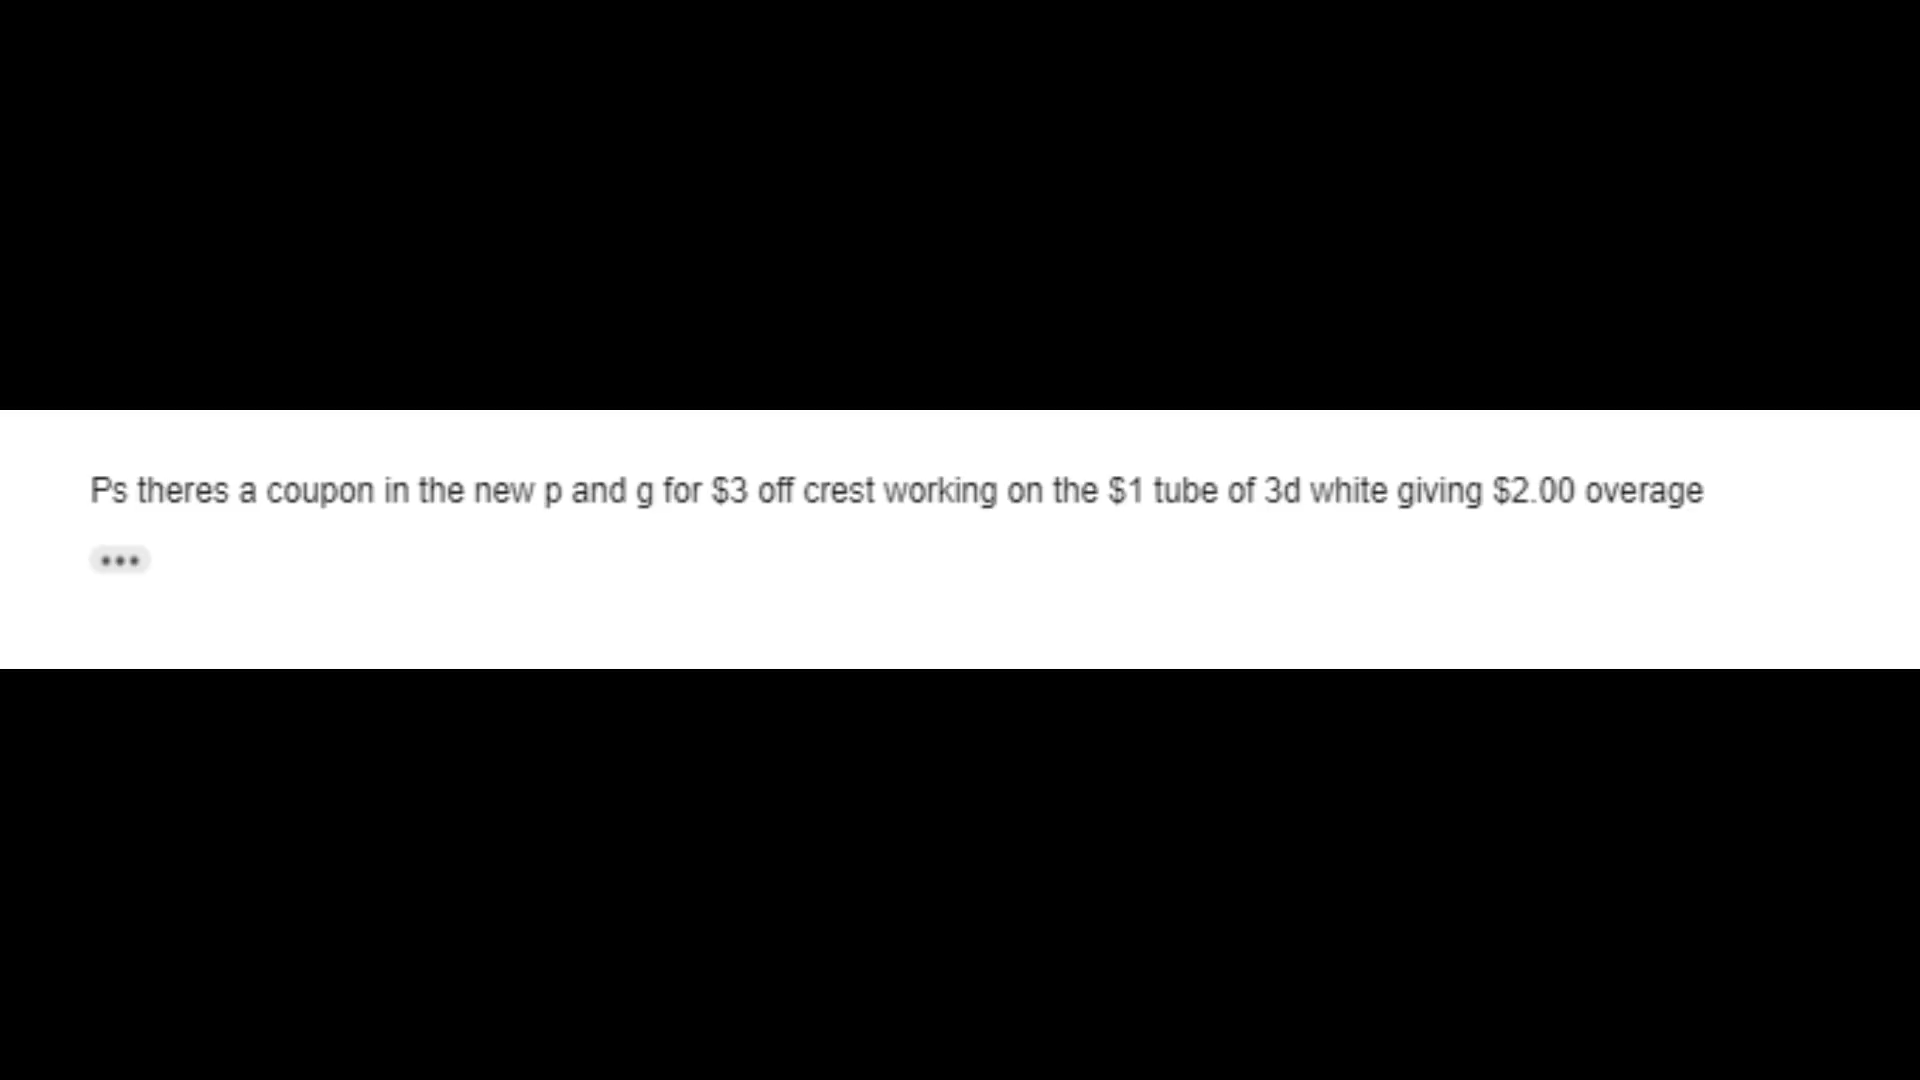 Ps theres a coupon in the new p and g for $3 off crest working on the $1 tube of 3d white giving $2.00 overage